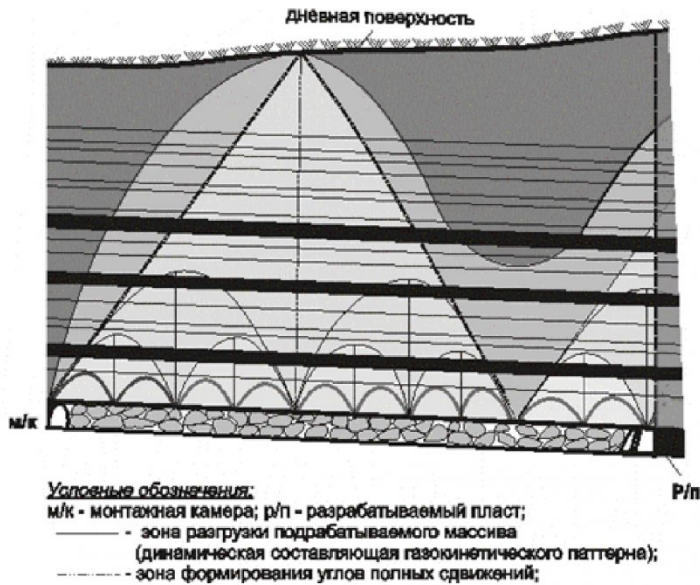 дневная поверхность
м/к
Р/п
Условные обозначения:
м/к - монтажная камера; р/п - разрабатываемый пласт;
- зона разгрузки подрабатываемого массива
(динамическая составляющая газокинетического паттерна);
- зона формирования углов полных сдвижений;